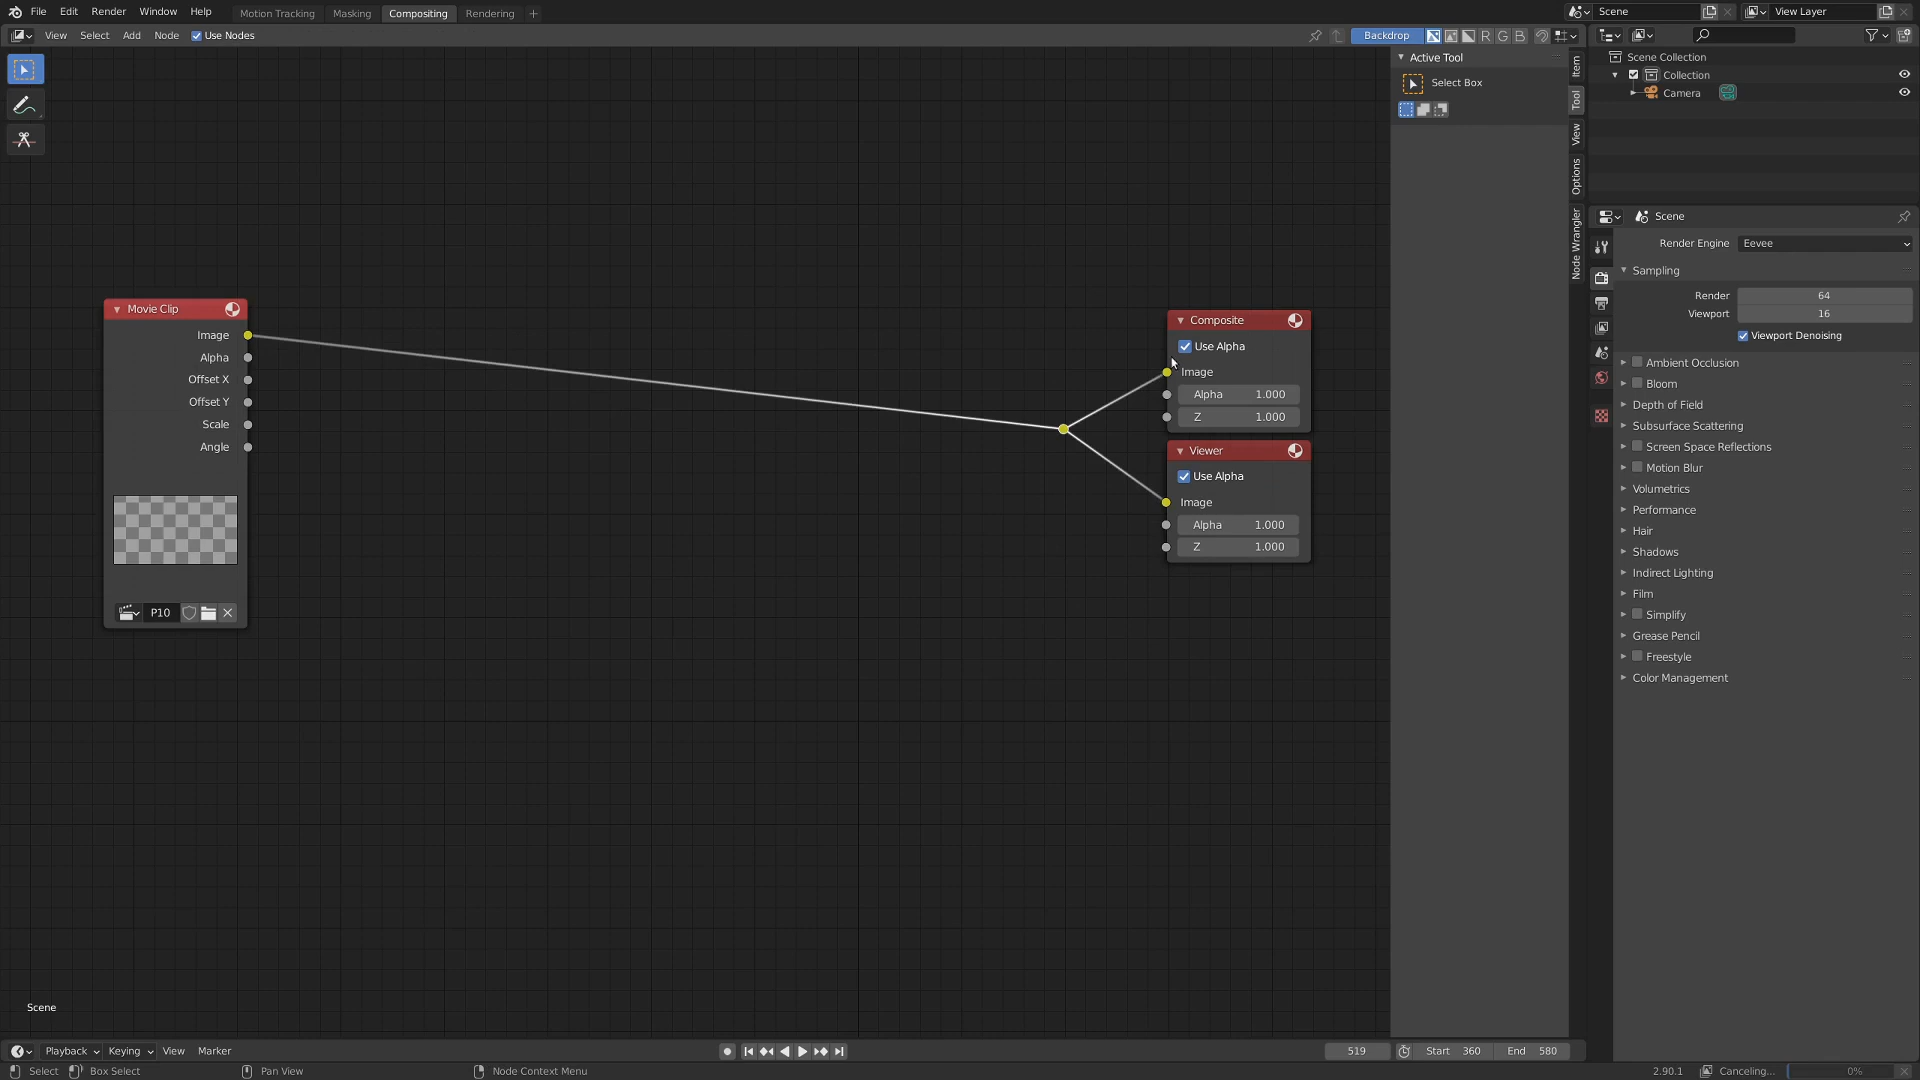 File Edit Render Window Help Motion Tracking Masking Compositing Rendering + Scene View Layer
View Select Add Node Use Nodes Backdrop R G B
Active Tool
Select Box
Item
Tool
View
Options
Node Wrangler
Scene Collection
Collection
Camera
Scene
Render Engine Eevee
Sampling
Render 64
Viewport 16
Viewport Denoising
Ambient Occlusion
Bloom
Depth of Field
Subsurface Scattering
Screen Space Reflections
Motion Blur
Volumetrics
Performance
Hair
Shadows
Indirect Lighting
Film
Simplify
Grease Pencil
Freestyle
Color Management
Movie Clip
Image
Alpha
Offset X
Offset Y
Scale
Angle
P10
Composite
Use Alpha
Image
Alpha 1.000
Z 1.000
Viewer
Use Alpha
Image
Alpha 1.000
Z 1.000
Scene
Playback Keying View Marker 519 Start 360 End 580
Select Box Select Pan View Node Context Menu 2.90.1 Canceling... 0%